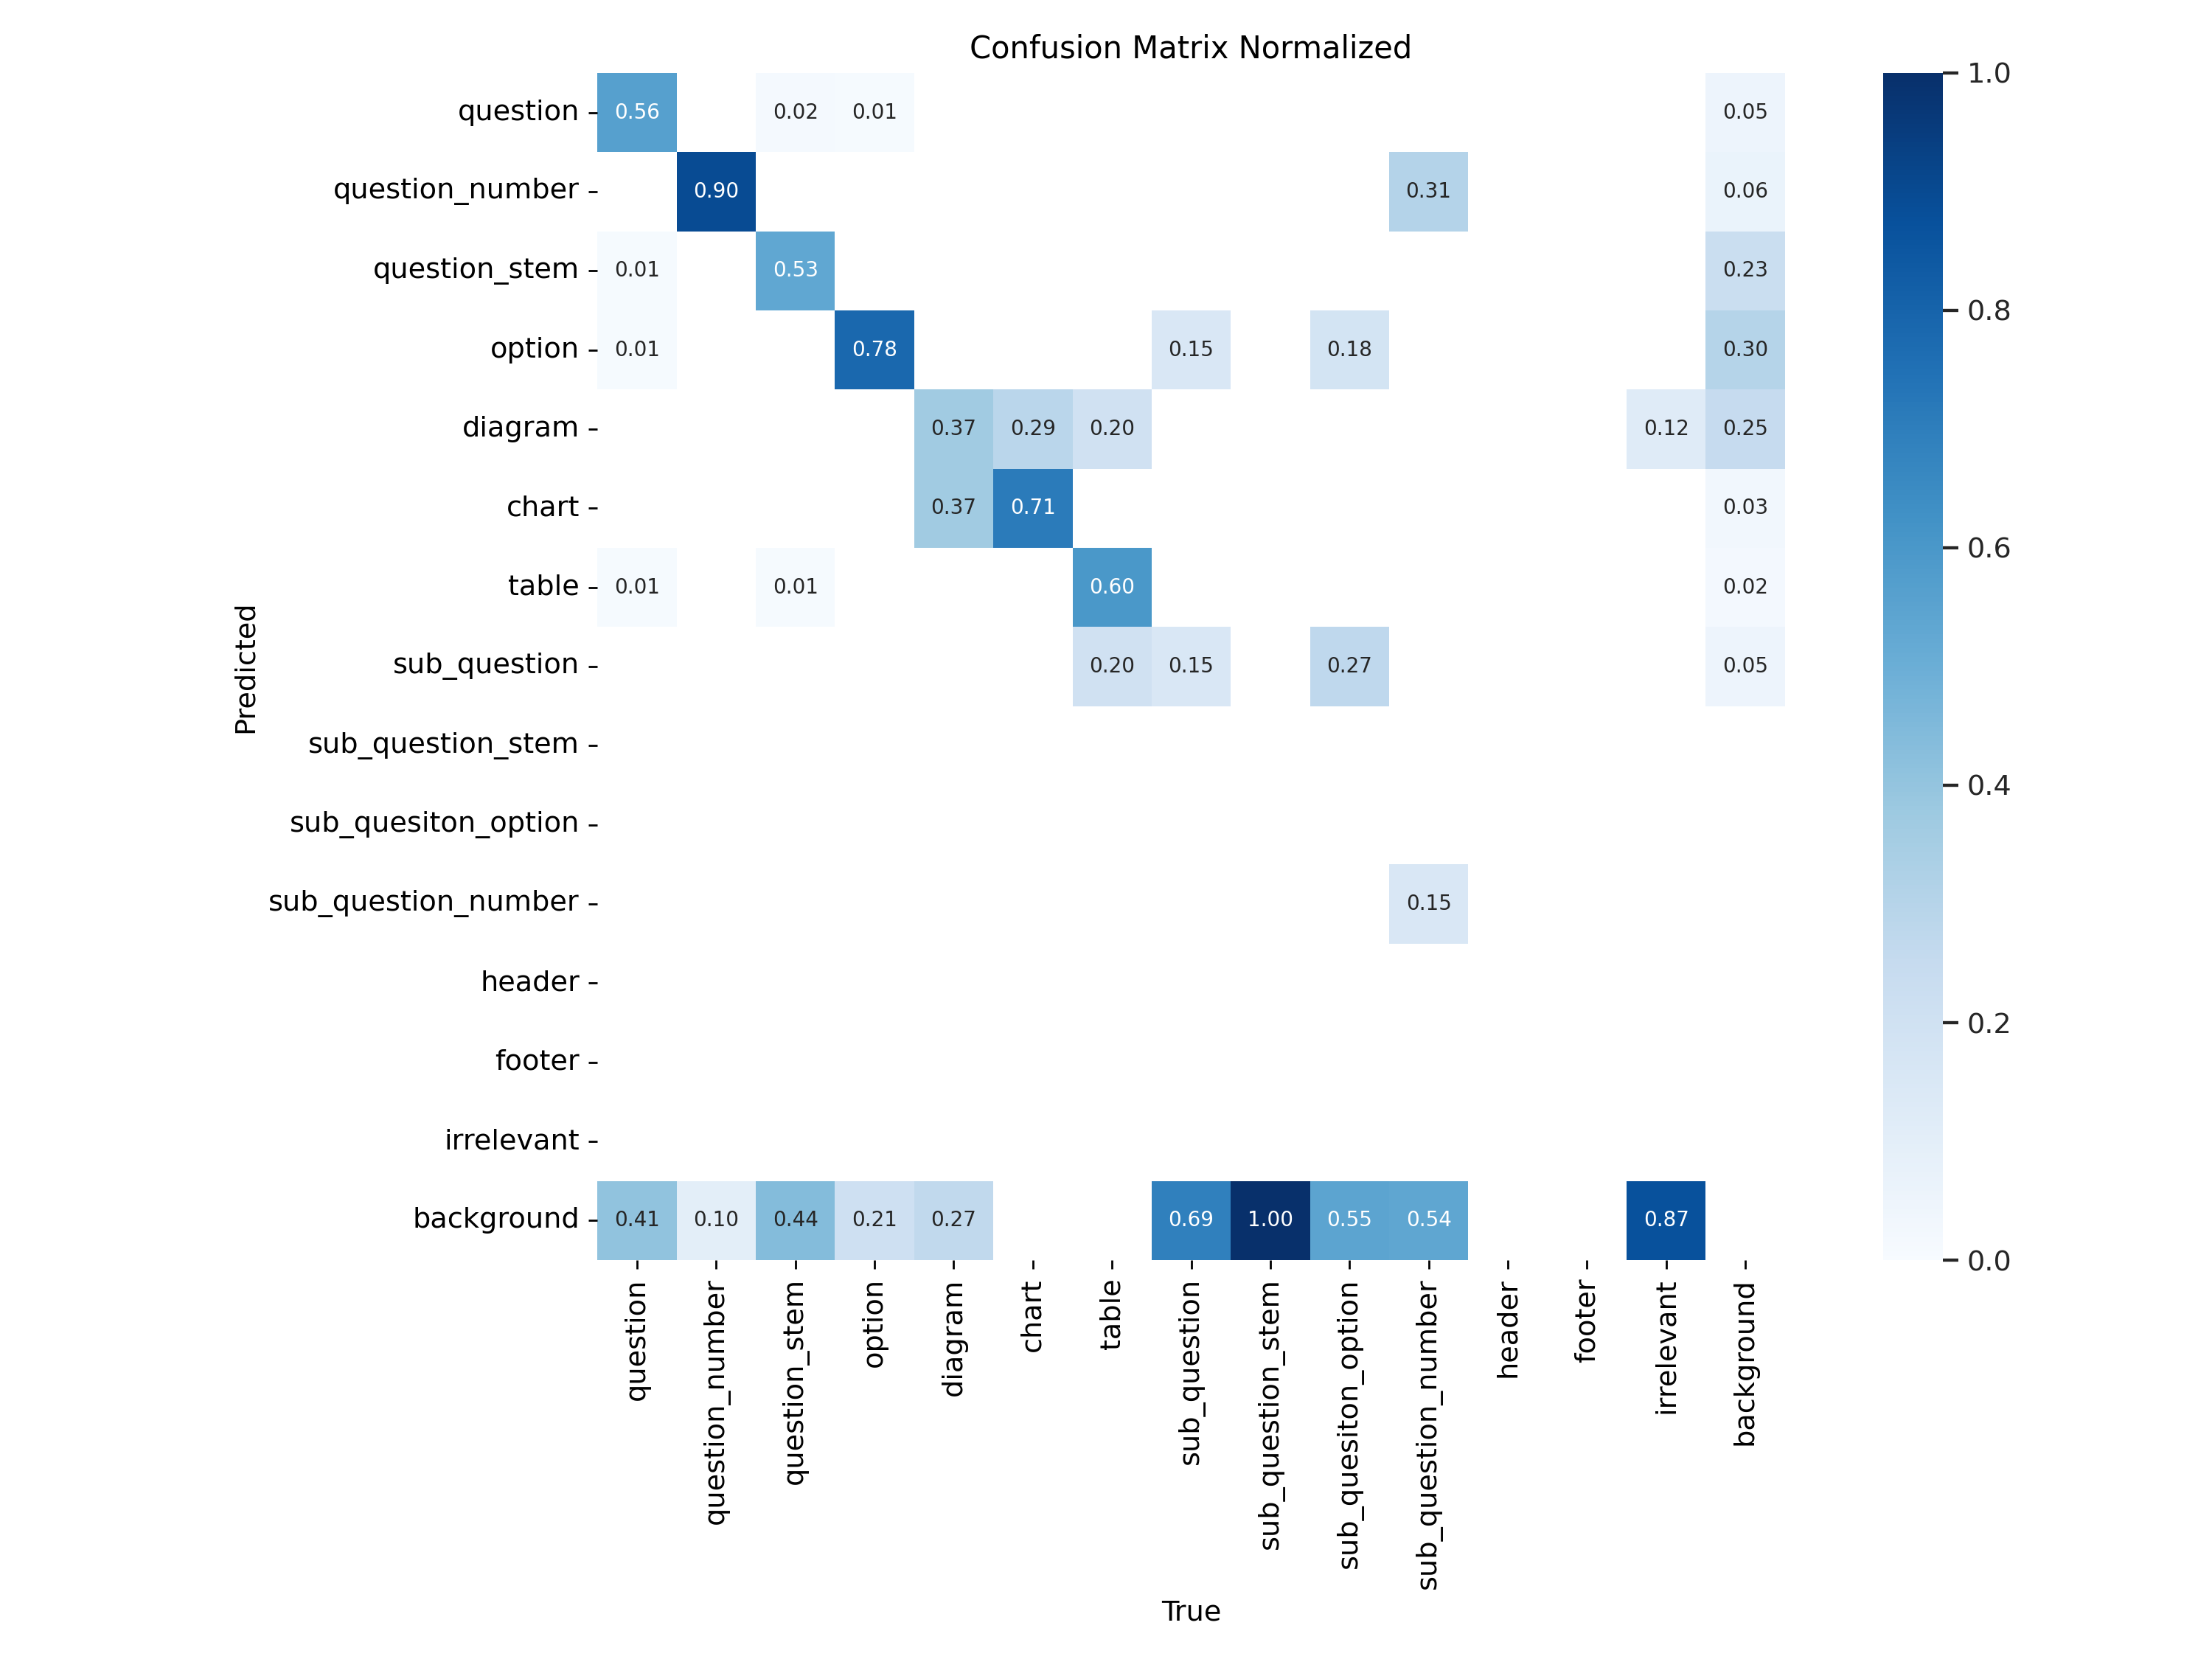 Confusion Matrix Normalized
question 0.56 0.02 0.01 0.05
question_number 0.90 0.31 0.06
question_stem 0.01 0.53 0.23
option 0.01 0.78 0.15 0.18 0.30
diagram 0.37 0.29 0.20 0.12 0.25
chart 0.37 0.71 0.03
table 0.01 0.01 0.60 0.02
sub_question 0.20 0.15 0.27 0.05
sub_question_stem
sub_quesiton_option
sub_question_number 0.15
header
footer
irrelevant
background 0.41 0.10 0.44 0.21 0.27 0.69 1.00 0.55 0.54 0.87
Predicted
question
question_number
question_stem
option
diagram
chart
table
sub_question
sub_question_stem
sub_quesiton_option
sub_question_number
header
footer
irrelevant
background
True
1.0
0.8
0.6
0.4
0.2
0.0